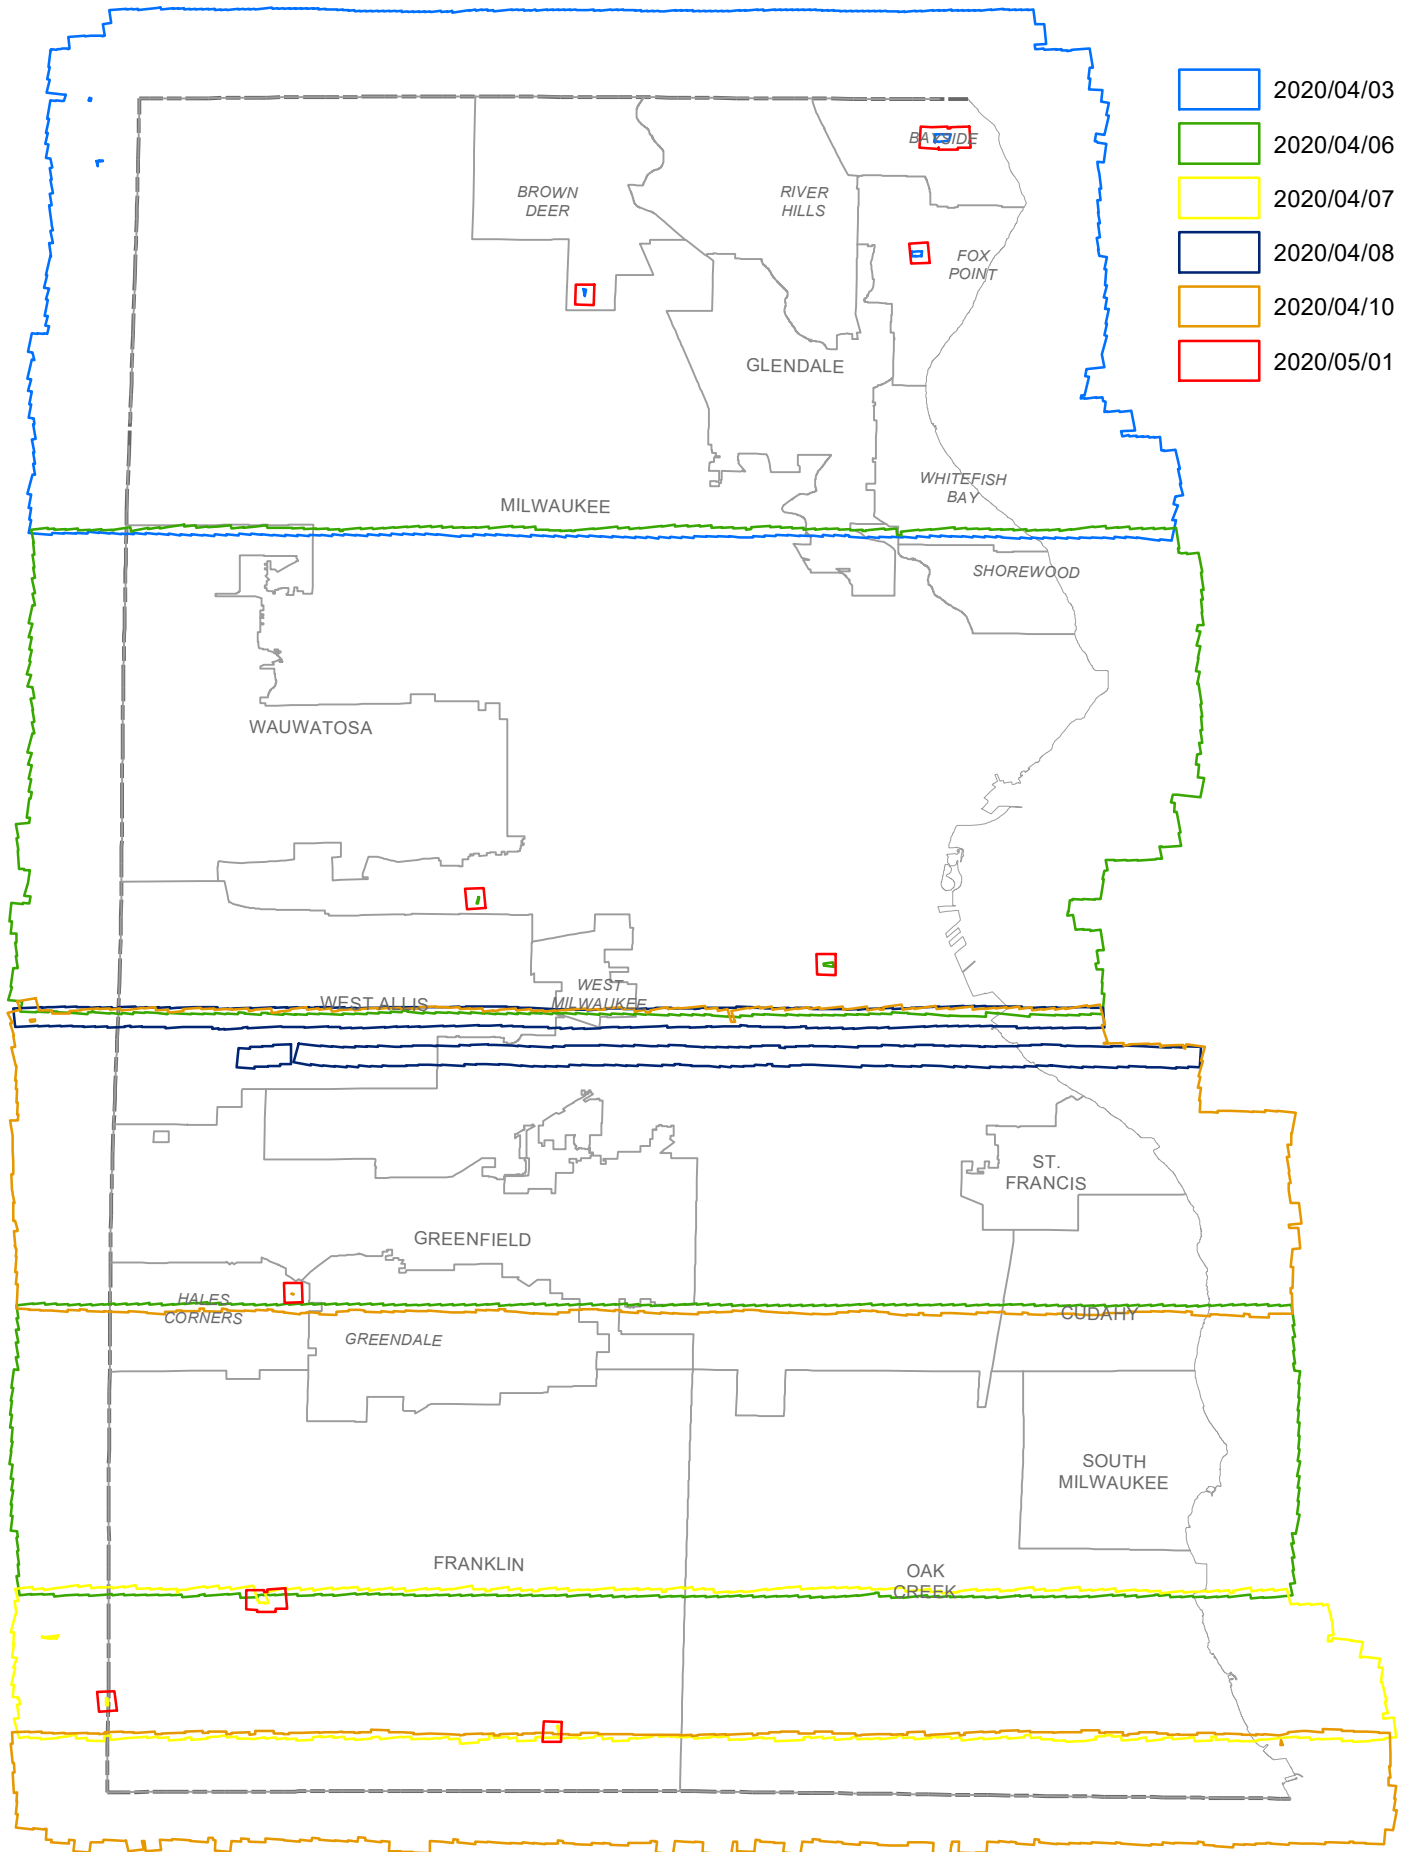 2020/04/03
2020/04/06
2020/04/07
2020/04/08
2020/04/10
2020/05/01
BAYSIDE
BROWN
DEER
RIVER
HILLS
FOX
POINT
GLENDALE
WHITEFISH
BAY
MILWAUKEE
SHOREWOOD
WAUWATOSA
WEST ALLIS
WEST
MILWAUKEE
ST.
FRANCIS
GREENFIELD
HALES
CORNERS
GREENDALE
CUDAHY
SOUTH
MILWAUKEE
FRANKLIN
OAK
CREEK